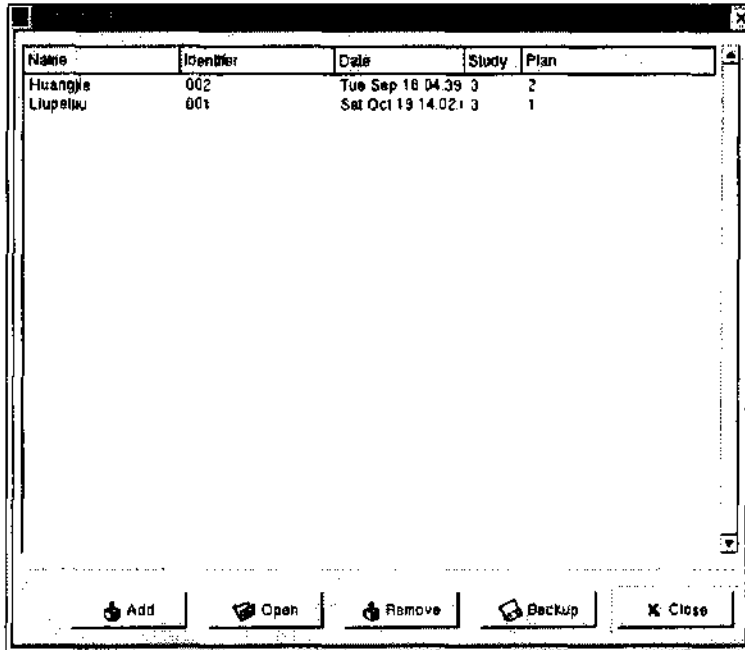 Name Identifier Date Study Plan
Huangjie 002 Tue Sep 16 04:39 3 2
001 Sat Oct 19 14:02: 3 1
Add Open Remove Backup Close